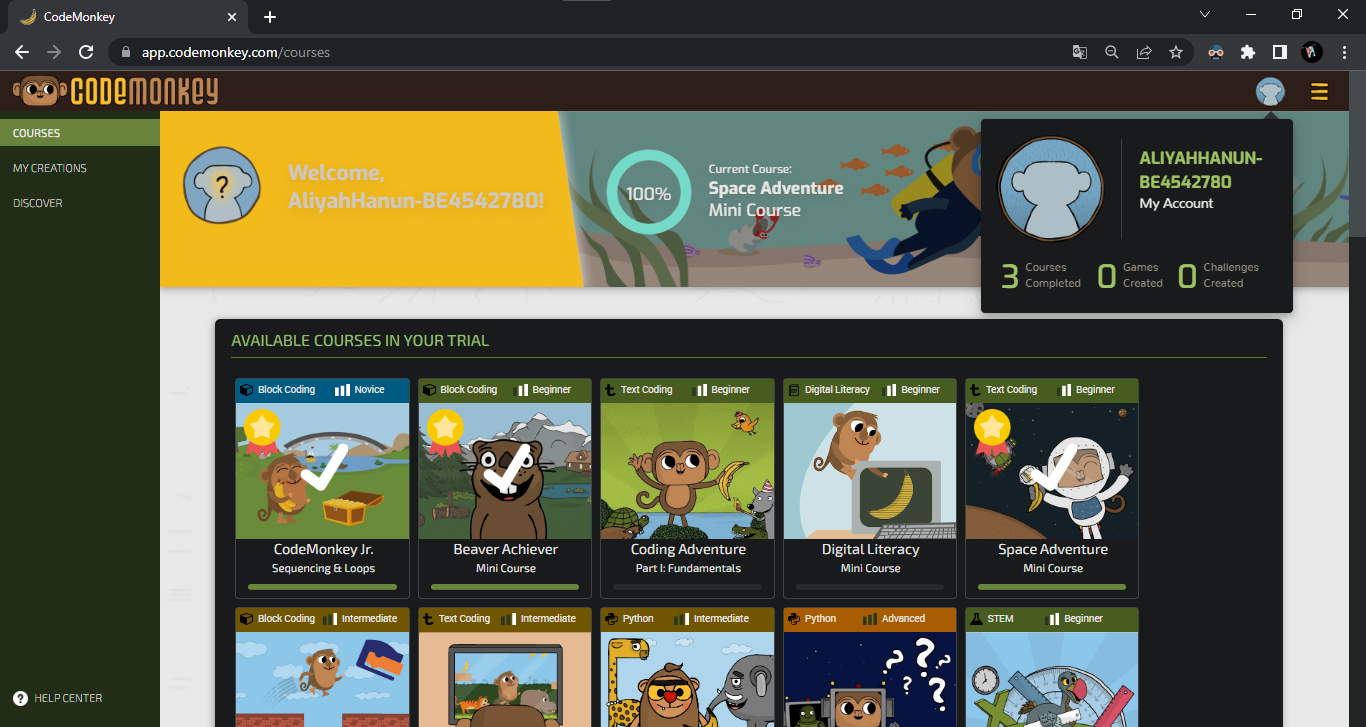 CodeMonkey
app.codemonkey.com/courses
CODEMONKEY
COURSES
MY CREATIONS
DISCOVER
HELP CENTER
?
Welcome,
AliyahHanun-BE4542780!
100%
Current Course:
Space Adventure
Mini Course
ALIYAHHANUN-
BE4542780
My Account
3 Courses Completed
0 Games Created
0 Challenges Created
AVAILABLE COURSES IN YOUR TRIAL
Block Coding Novice
CodeMonkey Jr.
Sequencing & Loops
Block Coding Beginner
Beaver Achiever
Mini Course
Text Coding Beginner
Coding Adventure
Part I: Fundamentals
Digital Literacy Beginner
Digital Literacy
Mini Course
Text Coding Beginner
Space Adventure
Mini Course
Block Coding Intermediate
Text Coding Intermediate
Python Intermediate
Python Advanced
? ? ? ? ?
STEM Beginner